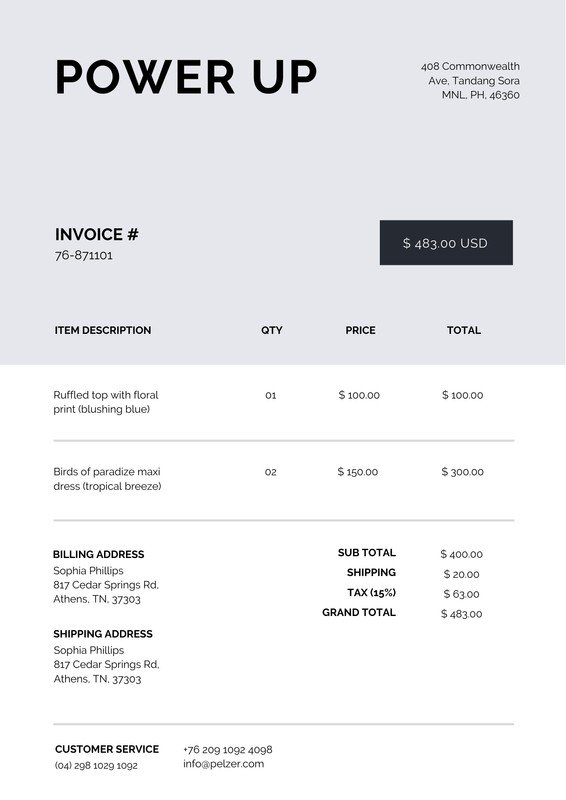 POWER UP
408 Commonwealth
Ave, Tandang Sora
MNL, PH, 46360
INVOICE #
76-871101
$ 483.00 USD
ITEM DESCRIPTION QTY PRICE TOTAL
Ruffled top with floral 01 $ 100.00 $ 100.00
print (blushing blue)
Birds of paradize maxi 02 $ 150.00 $ 300.00
dress (tropical breeze)
BILLING ADDRESS
Sophia Phillips
817 Cedar Springs Rd,
Athens, TN, 37303
SUB TOTAL $ 400.00
SHIPPING $ 20.00
TAX (15%) $ 63.00
GRAND TOTAL $ 483.00
SHIPPING ADDRESS
Sophia Phillips
817 Cedar Springs Rd,
Athens, TN, 37303
CUSTOMER SERVICE +76 209 1092 4098
(04) 298 1029 1092 info@pelzer.com